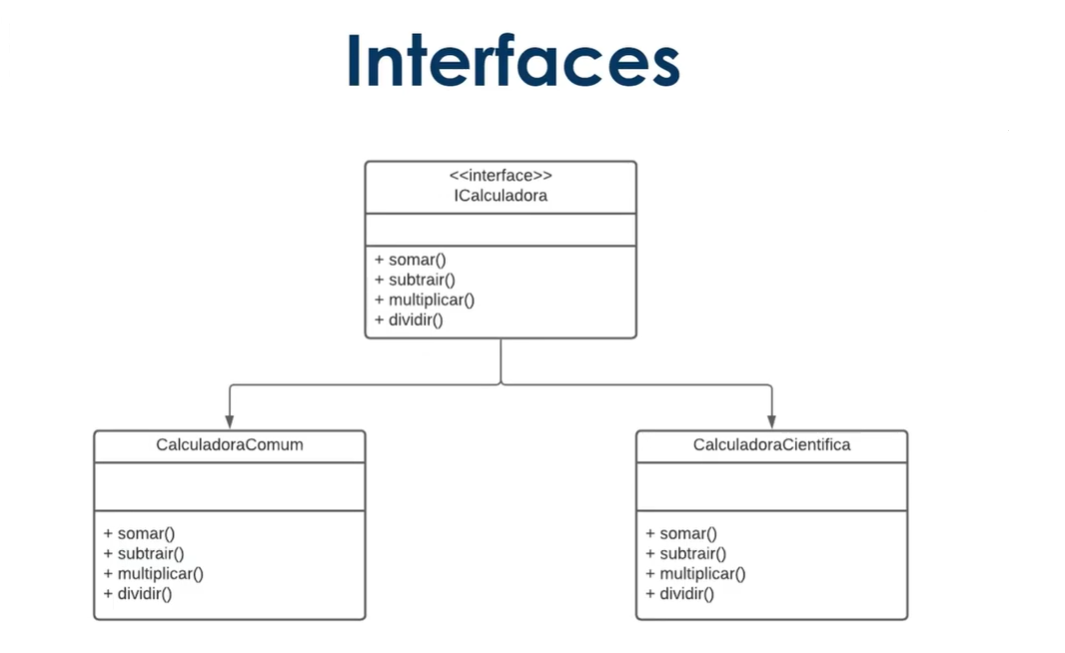 Interfaces
<<interface>>
ICalculadora
+ somar()
+ subtrair()
+ multiplicar()
+ dividir()
CalculadoraComum
+ somar()
+ subtrair()
+ multiplicar()
+ dividir()
CalculadoraCientifica
+ somar()
+ subtrair()
+ multiplicar()
+ dividir()